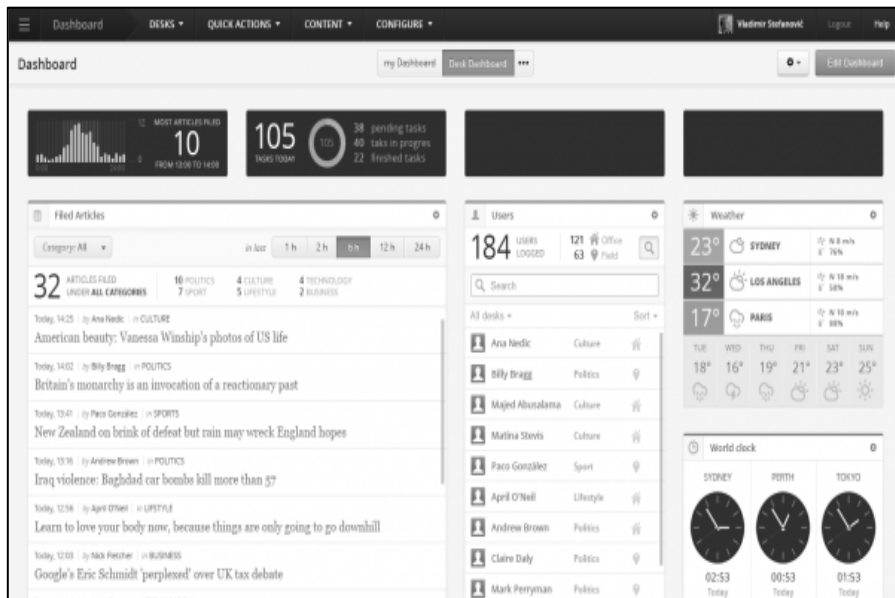 Dashboard DESKS QUICK ACTIONS CONTENT CONFIGURE Vladimir Stefanović Logout Help
Dashboard my Dashboard Desk Dashboard ••• Edit Dashboard
12 MOST ARTICLES FILED
10
0 FROM 13:00 TO 14:00
105
TASKS TODAY
105
38 pending tasks
40 taks in progres
22 finished tasks
Filed Articles
Category: All in last 1 h 2 h 6 h 12 h 24 h
32 ARTICLES FILED
UNDER ALL CATEGORIES
10 POLITICS 4 CULTURE 4 TECHNOLOGY
7 SPORT 5 LIFESTYLE 2 BUSINESS
Today, 14:25 by Ana Nedic in CULTURE
American beauty: Vanessa Winship's photos of US life
Today, 14:02 by Billy Bragg in POLITICS
Britain's monarchy is an invocation of a reactionary past
Today, 13:41 by Paco González in SPORTS
New Zealand on brink of defeat but rain may wreck England hopes
Today, 13:16 by Andrew Brown in POLITICS
Iraq violence: Baghdad car bombs kill more than 57
Today, 12:56 by April O'Neil in LIFESTYLE
Learn to love your body now, because things are only going to go downhill
Today, 12:03 by Nick Fletcher in BUSINESS
Google's Eric Schmidt 'perplexed' over UK tax debate
Users
184 USERS
LOGGED
121 Office
63 Field
Search
All desks Sort
Ana Nedic Culture
Billy Bragg Politics
Majed Abusalama Culture
Matina Stevis Culture
Paco González Sport
April O'Neil Lifestyle
Andrew Brown Politics
Claire Daly Politics
Mark Perryman Politics
Weather
23° SYDNEY N 8 m/s
76%
32° LOS ANGELES N 18 m/s
58%
17° PARIS N 10 m/s
88%
TUE WED THU FRI SAT SUN
18° 16° 19° 21° 23° 25°
World clock
SYDNEY PERTH TOKYO
02:53 00:53 01:53
Today Today Today